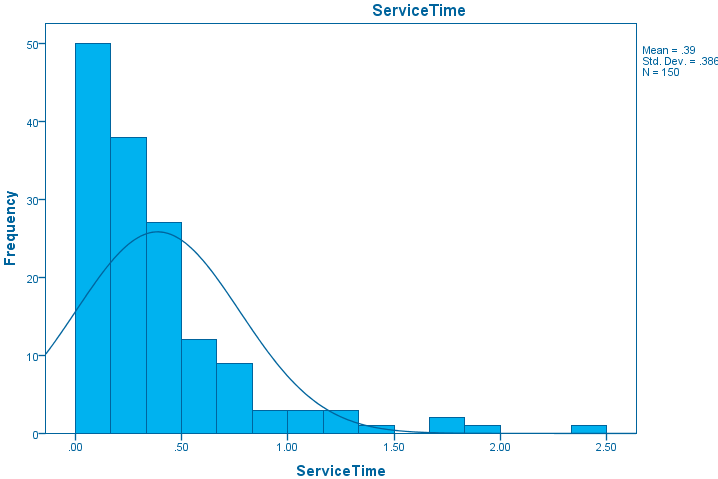 ServiceTime
Mean = .39
Std. Dev. = .386
N = 150
50
40
30
20
10
0
Frequency
.00 .50 1.00 1.50 2.00 2.50
ServiceTime